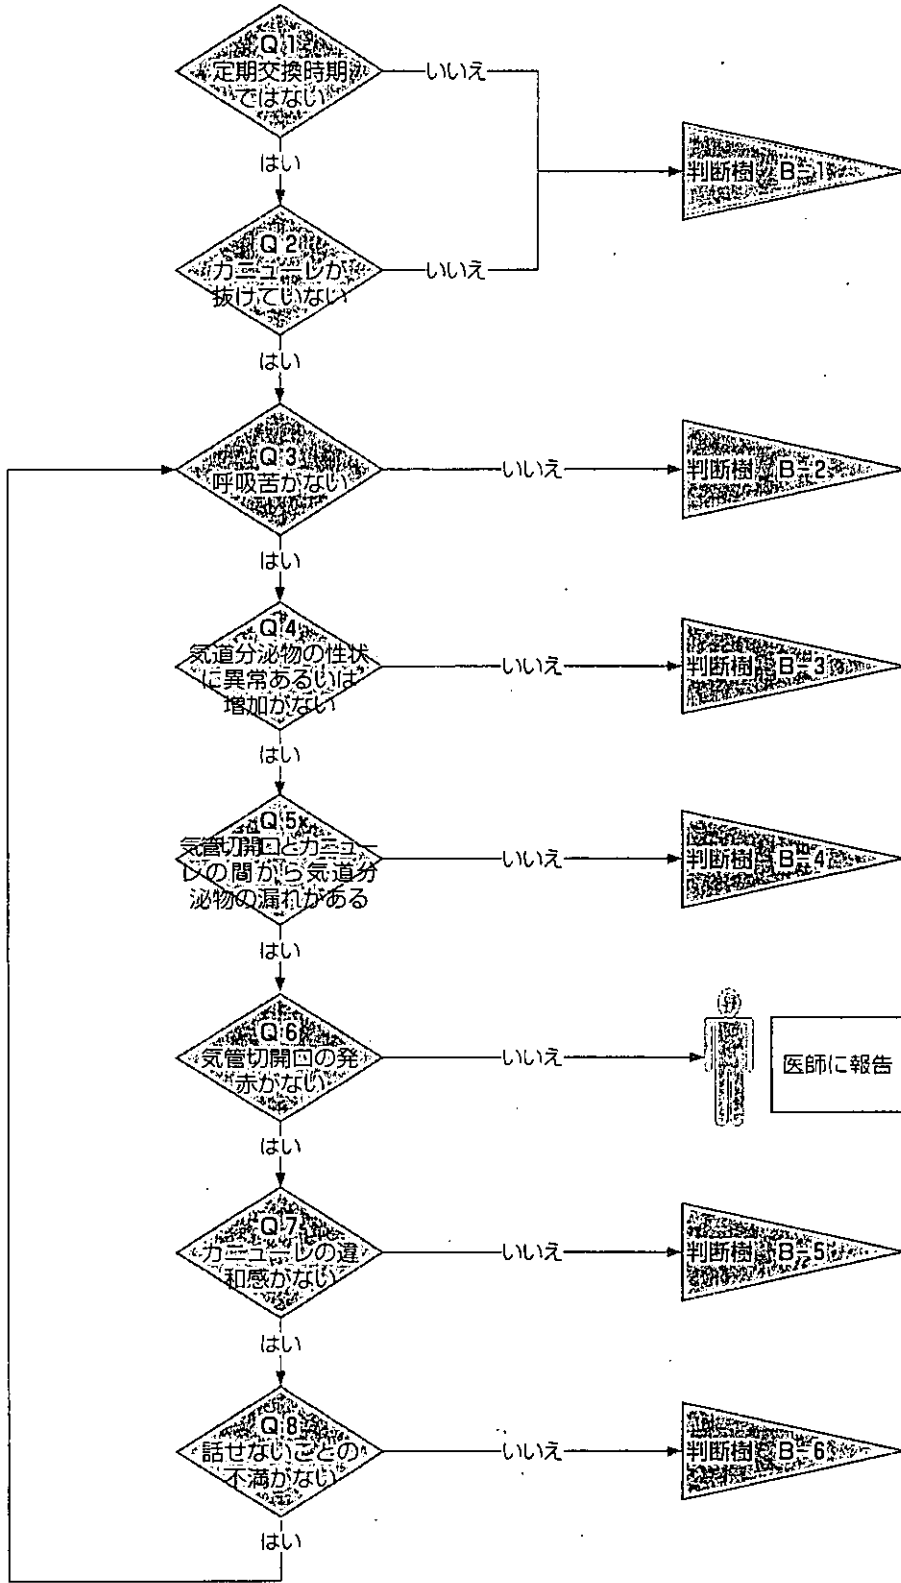 Q1
定期交換時期
ではない
いいえ
はい
判断樹 B-1
Q2
カニューレが
抜けていない
いいえ
はい
Q3
呼吸苦がない
いいえ
判断樹 B-2
はい
Q4
気道分泌物の性状
に異常あるいは
増加がない
いいえ
判断樹 B-3
はい
Q5
気管切開口とカニュー
レの間から気道分
泌物の漏れがある
いいえ
判断樹 B-4
はい
Q6
気管切開口の発
赤がない
いいえ
医師に報告
はい
Q7
カニューレの違
和感がない
いいえ
判断樹 B-5
はい
Q8
話せないことの
不満がない
いいえ
判断樹 B-6
はい